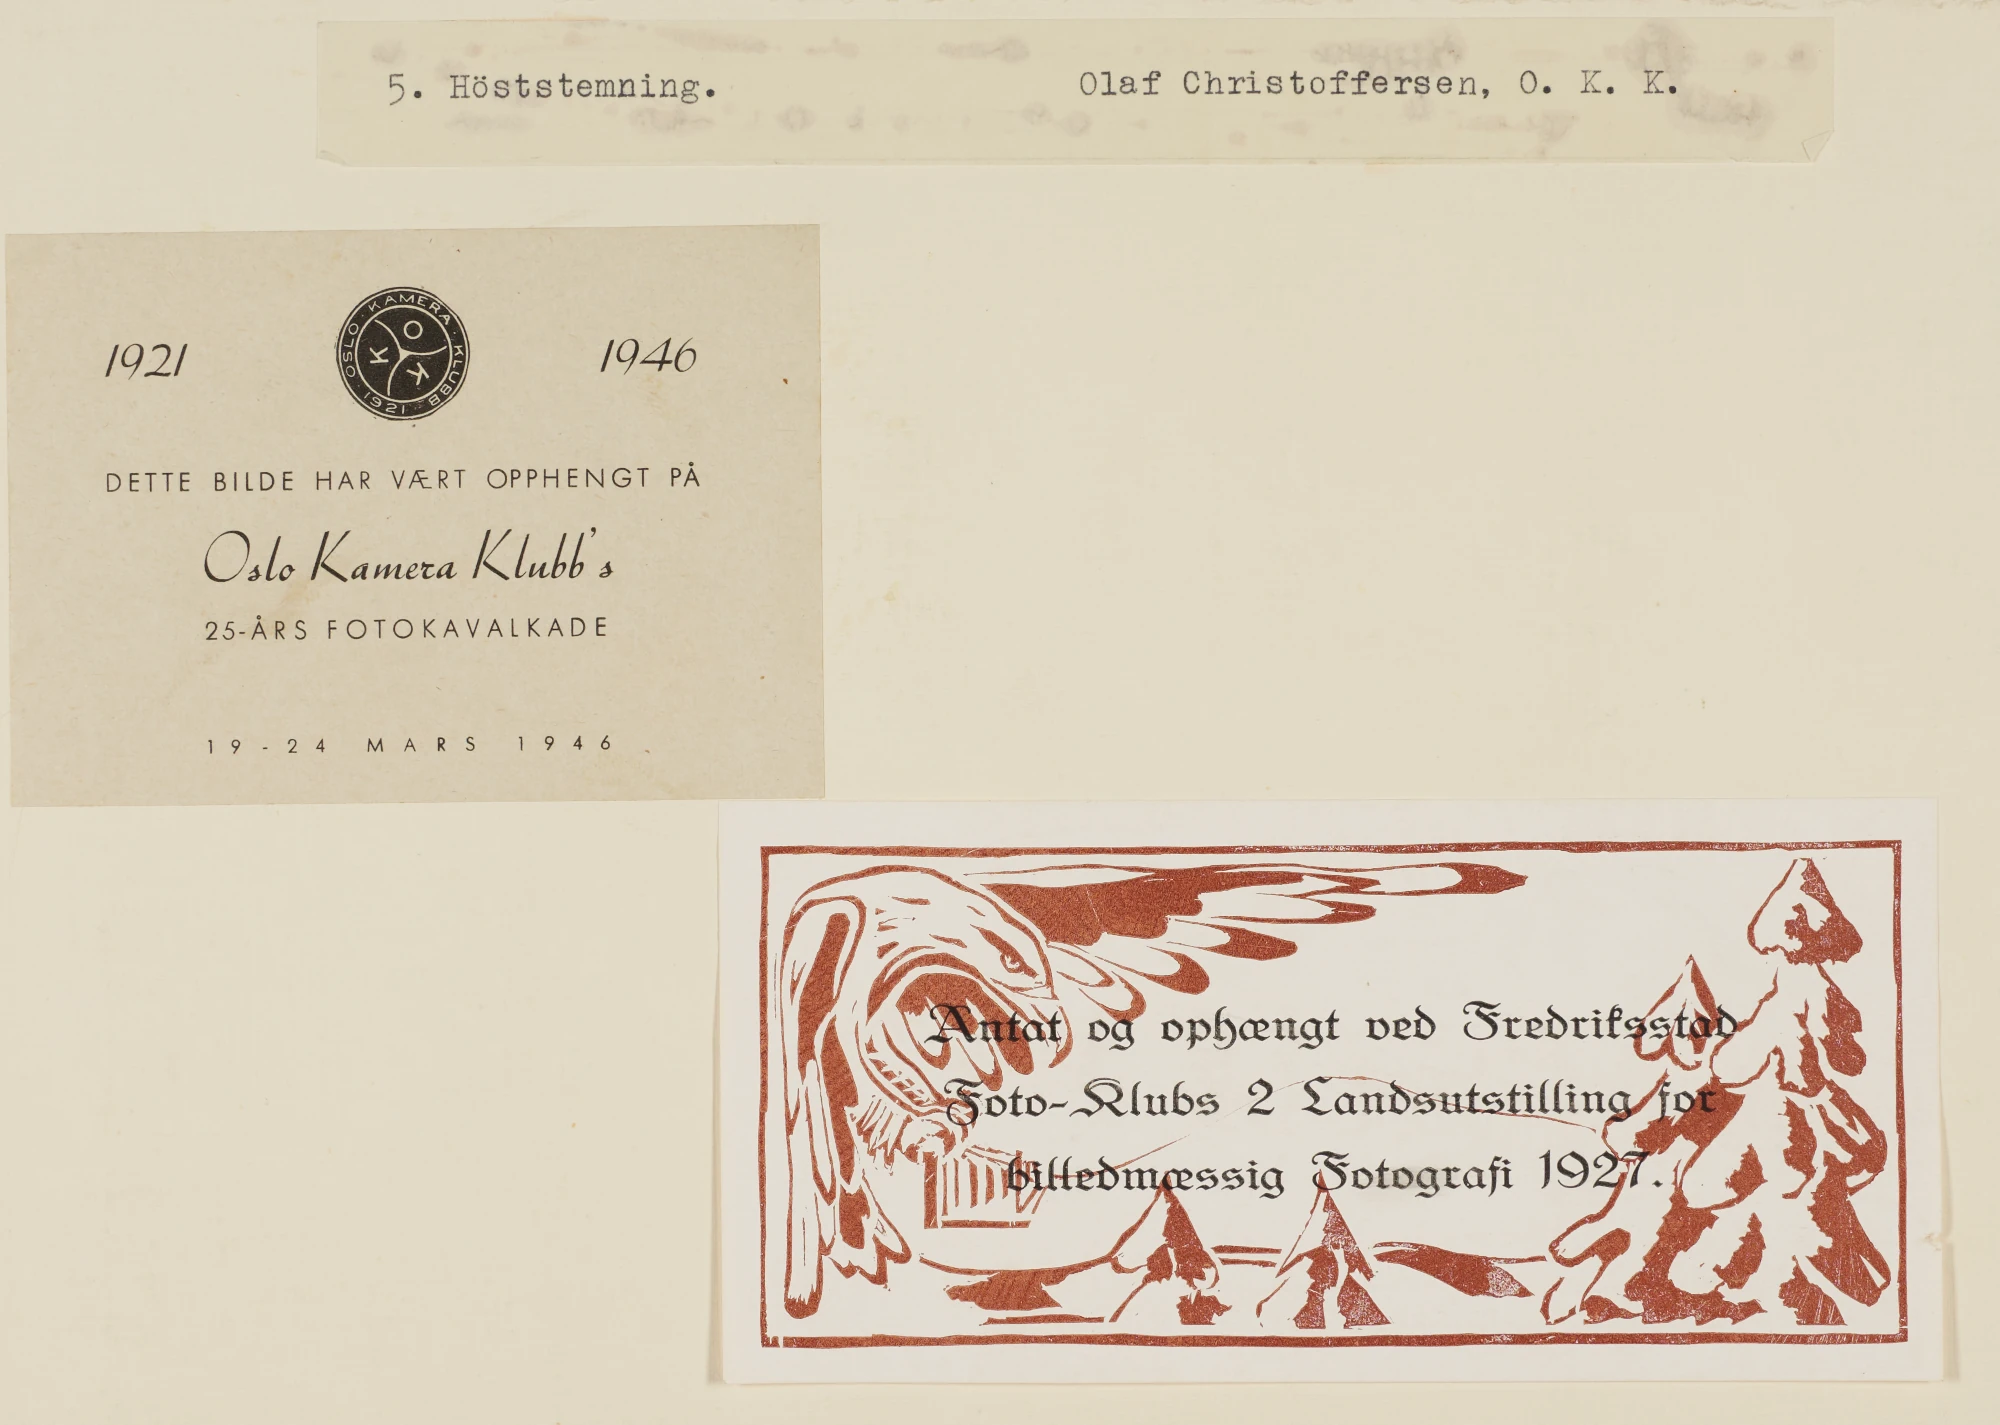 5. Höststemning. Olaf Christoffersen, O. K. K.
1921 1946
OSLO · KAMERA · KLUBB · 1921 ·
O K K
DETTE BILDE HAR VÆRT OPPHENGT PÅ
Oslo Kamera Klubb's
25-ÅRS FOTOKAVALKADE
19-24 MARS 1946
Antat og ophængt ved Fredriksstad
Foto-Klubs 2 Landsutstilling for
billedmæssig Fotografi 1927.